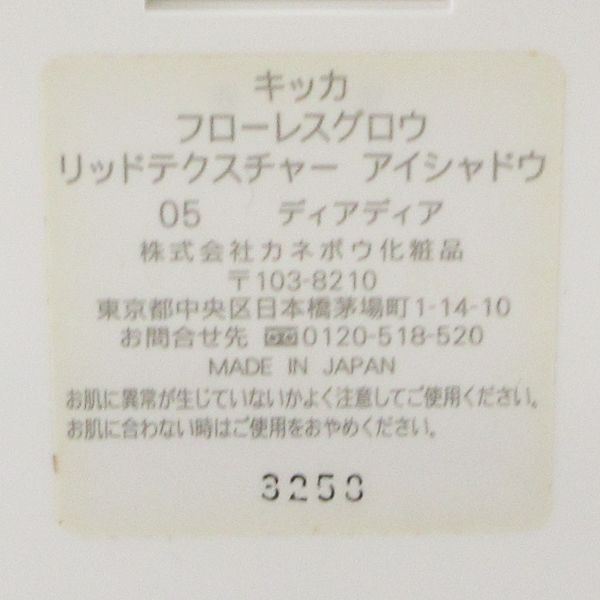 キッカ
フローレスグロウ
リッドテクスチャー アイシャドウ
05 ディアディア
株式会社カネボウ化粧品
〒103-8210
東京都中央区日本橋茅場町1-14-10
お問合せ先 0120-518-520
MADE IN JAPAN
お肌に異常が生じていないかよく注意してご使用ください。
お肌に合わない時はご使用をおやめください。
3253